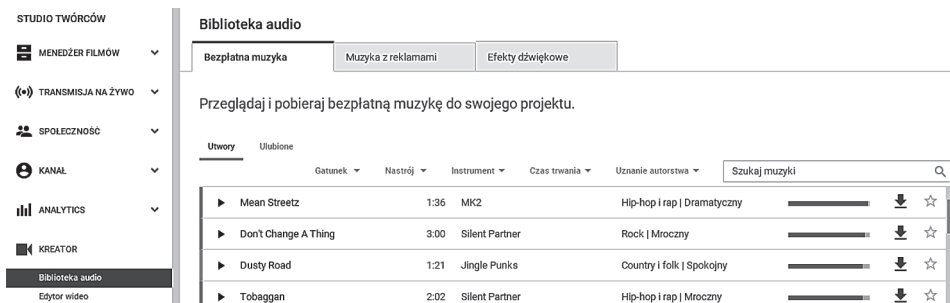 STUDIO TWÓRCÓW
MENEDŻER FILMÓW
TRANSMISJA NA ŻYWO
SPOŁECZNOŚĆ
KANAŁ
ANALYTICS
KREATOR
Biblioteka audio
Edytor wideo
Biblioteka audio
Bezpłatna muzyka Muzyka z reklamami Efekty dźwiękowe
Przeglądaj i pobieraj bezpłatną muzykę do swojego projektu.
Utwory Ulubione
Gatunek Nastrój Instrument Czas trwania Uznanie autorstwa Szukaj muzyki
Mean Streetz 1:36 MK2 Hip-hop i rap | Dramatyczny
Don't Change A Thing 3:00 Silent Partner Rock | Mroczny
Dusty Road 1:21 Jingle Punks Country i folk | Spokojny
Tobaggan 2:02 Silent Partner Hip-hop i rap | Mroczny